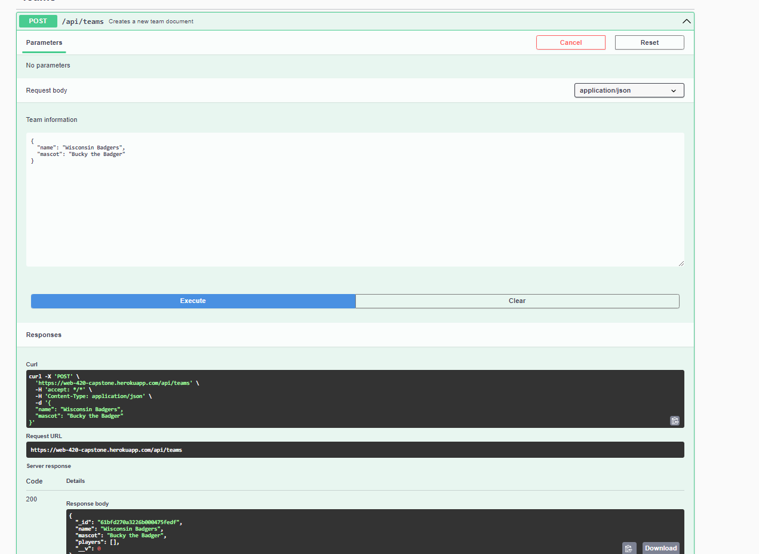 POST /api/teams Creates a new team document.
Parameters
Cancel
Reset
No parameters
Request body
application/json
Team information
{
"name": "Wisconsin Badgers",
"mascot": "Bucky the Badger"
}
Execute
Clear
Responses
Curl
curl -X 'POST' \
'https://web-420-capstone.herokuapp.com/api/teams' \
-H 'accept: */*' \
-H 'Content-Type: application/json' \
-d '{
"name": "Wisconsin Badgers",
"mascot": "Bucky the Badger"
}'
Request URL
https://web-420-capstone.herokuapp.com/api/teams
Server response
Code Details
200
Response body
{
"_id": "61bfd270a3226b000475fedf",
"name": "Wisconsin Badgers",
"mascot": "Bucky the Badger",
"players": [],
"__v": 0
Download